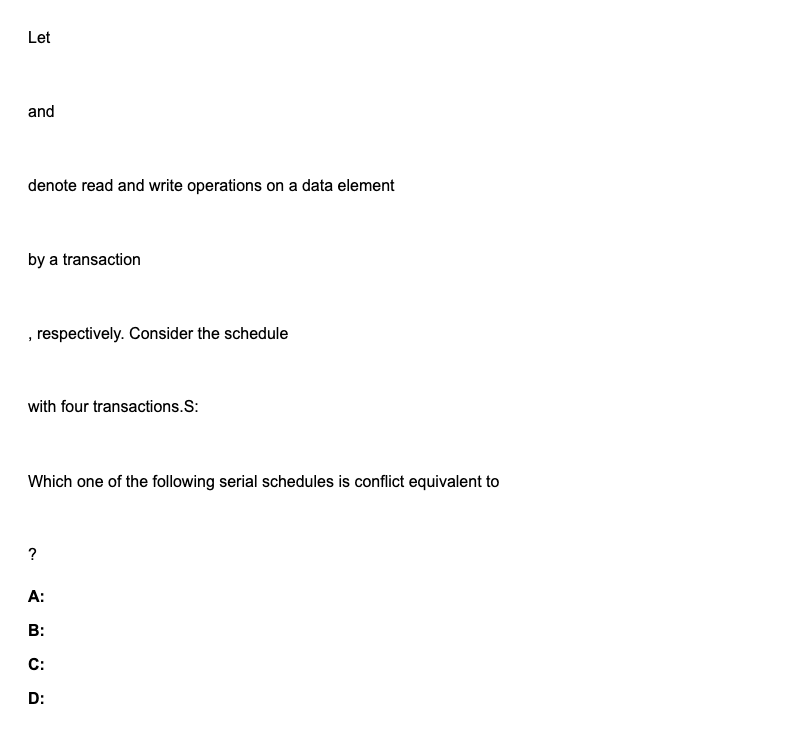 Let
and
denote read and write operations on a data element
by a transaction
, respectively. Consider the schedule
with four transactions.S:
Which one of the following serial schedules is conflict equivalent to
?
A:
B:
C:
D: